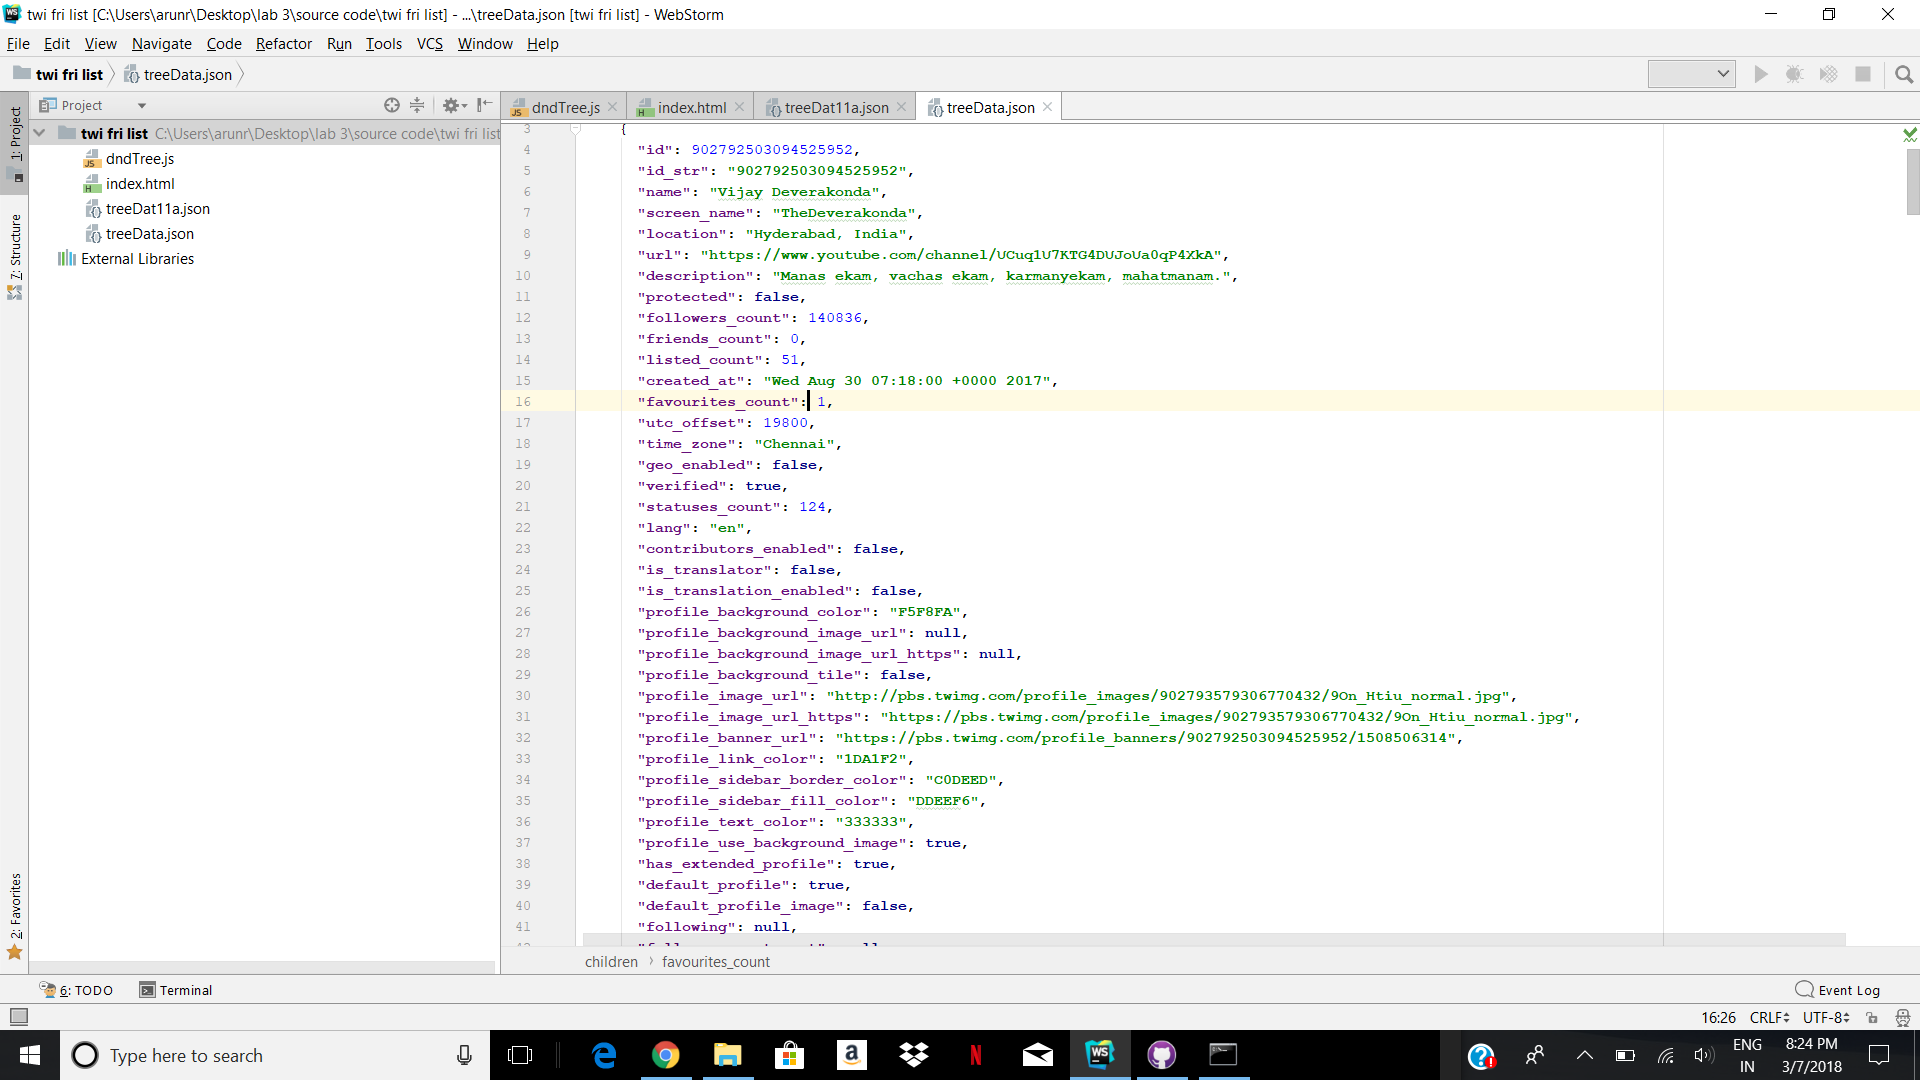 twi fri list [C:\Users\arunr\Desktop\lab 3\source code\twi fri list] - ...\treeData.json [twi fri list] - WebStorm
File Edit View Navigate Code Refactor Run Tools VCS Window Help
twi fri list treeData.json
Project
dndTree.js index.html treeDat11a.json treeData.json
1: Project
7: Structure
2: Favorites
twi fri list C:\Users\arunr\Desktop\lab 3\source code\twi fri list
dndTree.js
index.html
treeDat11a.json
treeData.json
External Libraries
3 {
4 "id": 902792503094525952,
5 "id_str": "902792503094525952",
6 "name": "Vijay Deverakonda",
7 "screen_name": "TheDeverakonda",
8 "location": "Hyderabad, India",
9 "url": "https://www.youtube.com/channel/UCuq1U7KTG4DUJoUa0qP4XkA",
10 "description": "Manas ekam, vachas ekam, karmanyekam, mahatmanam.",
11 "protected": false,
12 "followers_count": 140836,
13 "friends_count": 0,
14 "listed_count": 51,
15 "created_at": "Wed Aug 30 07:18:00 +0000 2017",
16 "favourites_count": 1,
17 "utc_offset": 19800,
18 "time_zone": "Chennai",
19 "geo_enabled": false,
20 "verified": true,
21 "statuses_count": 124,
22 "lang": "en",
23 "contributors_enabled": false,
24 "is_translator": false,
25 "is_translation_enabled": false,
26 "profile_background_color": "F5F8FA",
27 "profile_background_image_url": null,
28 "profile_background_image_url_https": null,
29 "profile_background_tile": false,
30 "profile_image_url": "http://pbs.twimg.com/profile_images/902793579306770432/9On_Htiu_normal.jpg",
31 "profile_image_url_https": "https://pbs.twimg.com/profile_images/902793579306770432/9On_Htiu_normal.jpg",
32 "profile_banner_url": "https://pbs.twimg.com/profile_banners/902792503094525952/1508506314",
33 "profile_link_color": "1DA1F2",
34 "profile_sidebar_border_color": "C0DEED",
35 "profile_sidebar_fill_color": "DDEEF6",
36 "profile_text_color": "333333",
37 "profile_use_background_image": true,
38 "has_extended_profile": true,
39 "default_profile": true,
40 "default_profile_image": false,
41 "following": null,
children › favourites_count
6: TODO Terminal Event Log
16:26 CRLF UTF-8
Type here to search
ENG IN
8:24 PM
3/7/2018